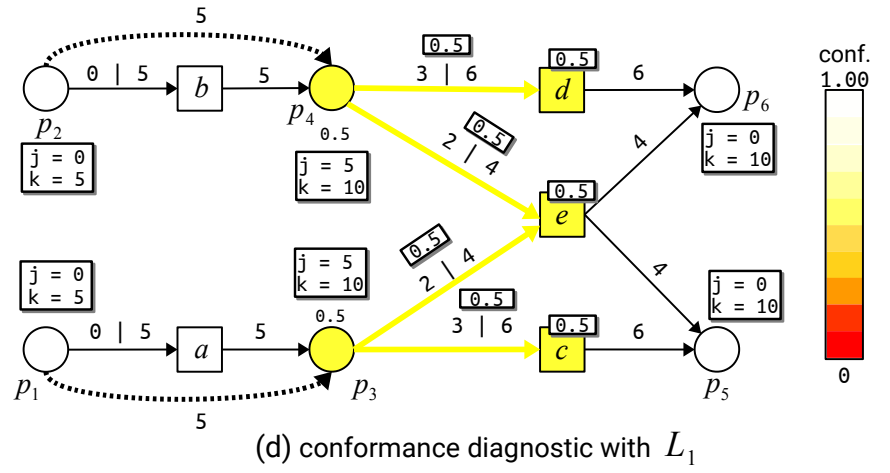 5
0.5
0.5
conf.
1.00
0 | 5
b
5
3 | 6
d
6
p2
p4
0.5
0.5
2 | 4
p6
j = 0
k = 5
j = 5
k = 10
j = 0
k = 10
4
0.5
e
j = 0
k = 5
j = 5
k = 10
0.5
2 | 4
4
j = 0
k = 10
0.5
0.5
3 | 6
0.5
0 | 5
a
5
c
6
p1
p3
p5
0
5
(d) conformance diagnostic with L1